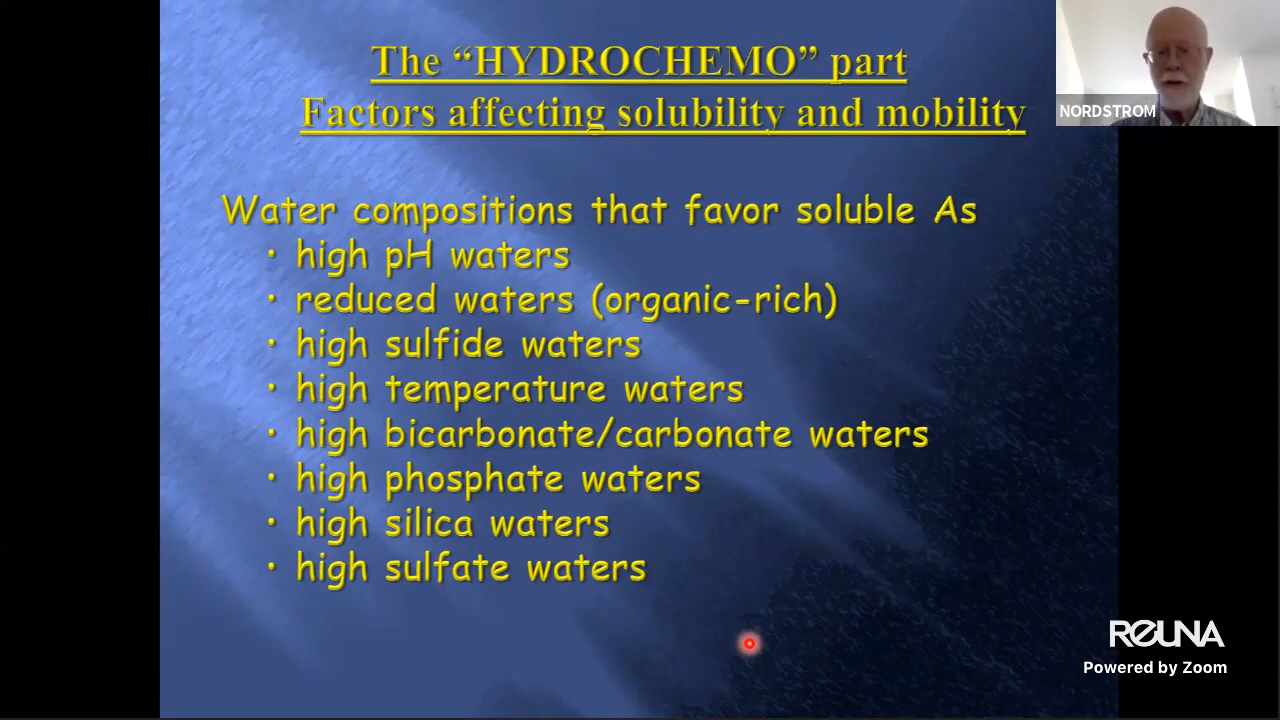 The “HYDROCHEMO” part
Factors affecting solubility and mobility
NORDSTROM
Water compositions that favor soluble As
• high pH waters
• reduced waters (organic-rich)
• high sulfide waters
• high temperature waters
• high bicarbonate/carbonate waters
• high phosphate waters
• high silica waters
• high sulfate waters
REUNA
Powered by Zoom